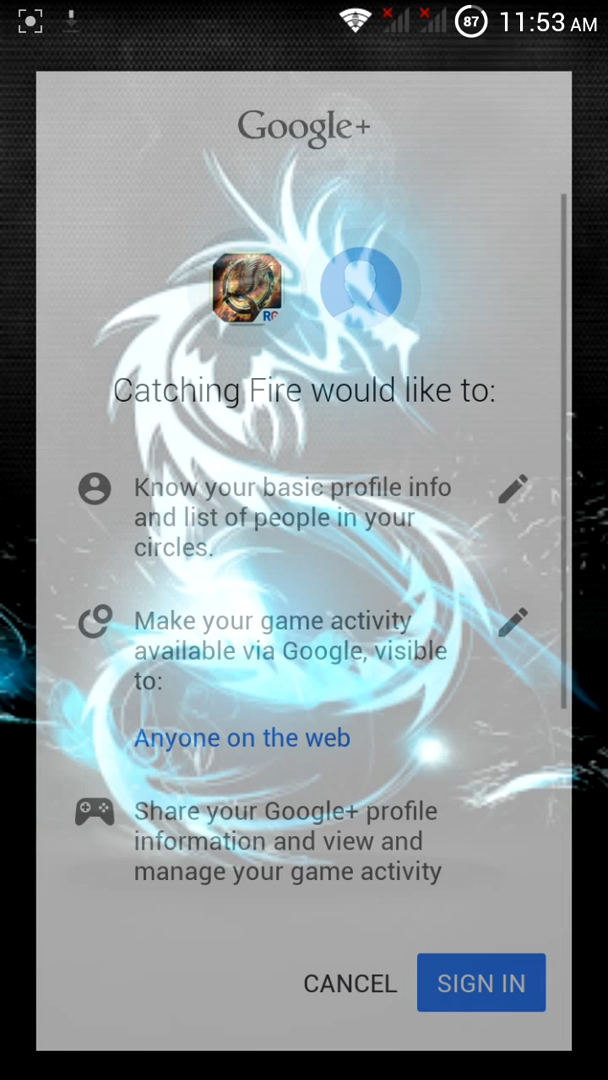 87 11:53 AM
Google+
RG
Catching Fire would like to:
Know your basic profile info
and list of people in your
circles.
Make your game activity
available via Google, visible
to:
Anyone on the web
Share your Google+ profile
information and view and
manage your game activity
CANCEL SIGN IN